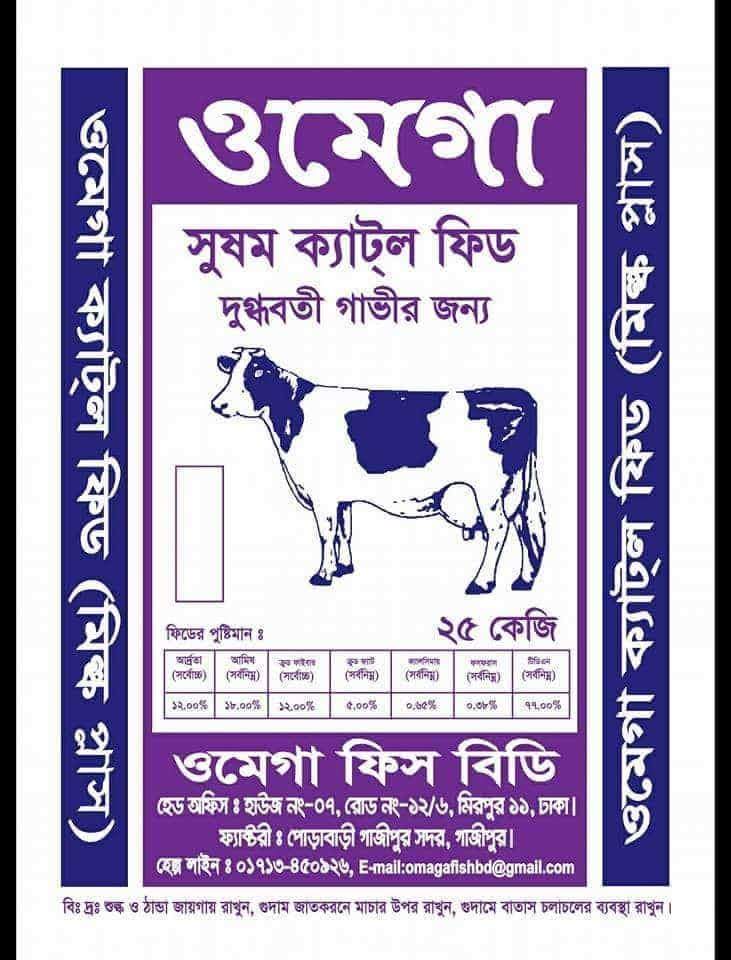 ওমেগা
সুষম ক্যাট্‌ল ফিড
দুগ্ধবতী গাভীর জন্য
২৫ কেজি
ফিডের পুষ্টিমান ঃ
আর্দ্রতা (সর্বোচ্চ) আমিষ (সর্বনিম্ন) ক্রুড ফাইবার (সর্বোচ্চ) ক্রুড ফ্যাট (সর্বনিম্ন) ক্যালসিয়াম (সর্বনিম্ন) ফসফরাস (সর্বনিম্ন) টিডিএন (সর্বনিম্ন)
১২.০০% ১৮.০০% ১২.০০% ৫.০০% ০.৬৫% ০.৩৮% ৭৭.০০%
ওমেগা ফিস বিডি
হেড অফিস ঃ হাউজ নং-০৭, রোড নং-১২/৬, মিরপুর ১১, ঢাকা।
ফ্যাক্টরী ঃ পোড়াবাড়ী গাজীপুর সদর, গাজীপুর।
হেল্প লাইন ঃ ০১৭১৩-৪৫০৯২৬, E-mail:omagafishbd@gmail.com
ওমেগা ক্যাট্‌ল ফিড (মিল্ক প্লাস)
ওমেগা ক্যাট্‌ল ফিড (মিল্ক প্লাস)
বিঃ দ্রঃ শুষ্ক ও ঠান্ডা জায়গায় রাখুন, গুদাম জাতকরনে মাচার উপর রাখুন, গুদামে বাতাস চলাচলের ব্যবস্থা রাখুন।